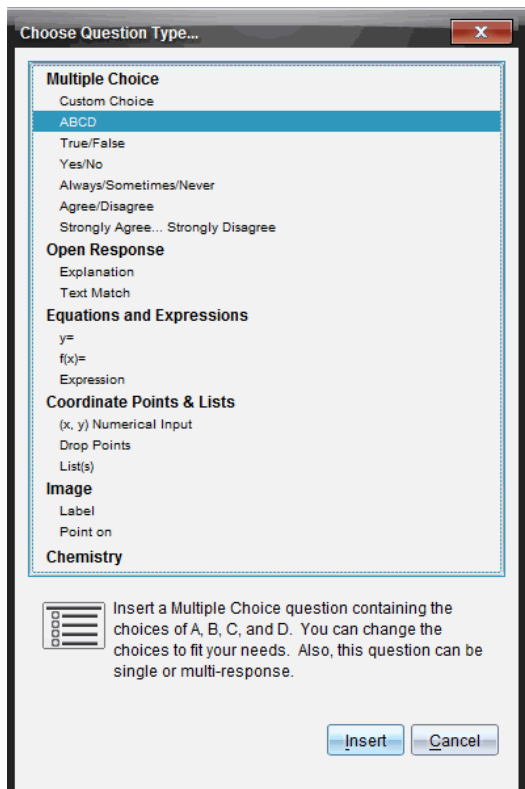 Choose Question Type...
x
Multiple Choice
Custom Choice
ABCD
True/False
Yes/No
Always/Sometimes/Never
Agree/Disagree
Strongly Agree... Strongly Disagree
Open Response
Explanation
Text Match
Equations and Expressions
y=
f(x)=
Expression
Coordinate Points & Lists
(x, y) Numerical Input
Drop Points
List(s)
Image
Label
Point on
Chemistry
Insert a Multiple Choice question containing the
choices of A, B, C, and D.  You can change the
choices to fit your needs.  Also, this question can be
single or multi-response.
Insert Cancel